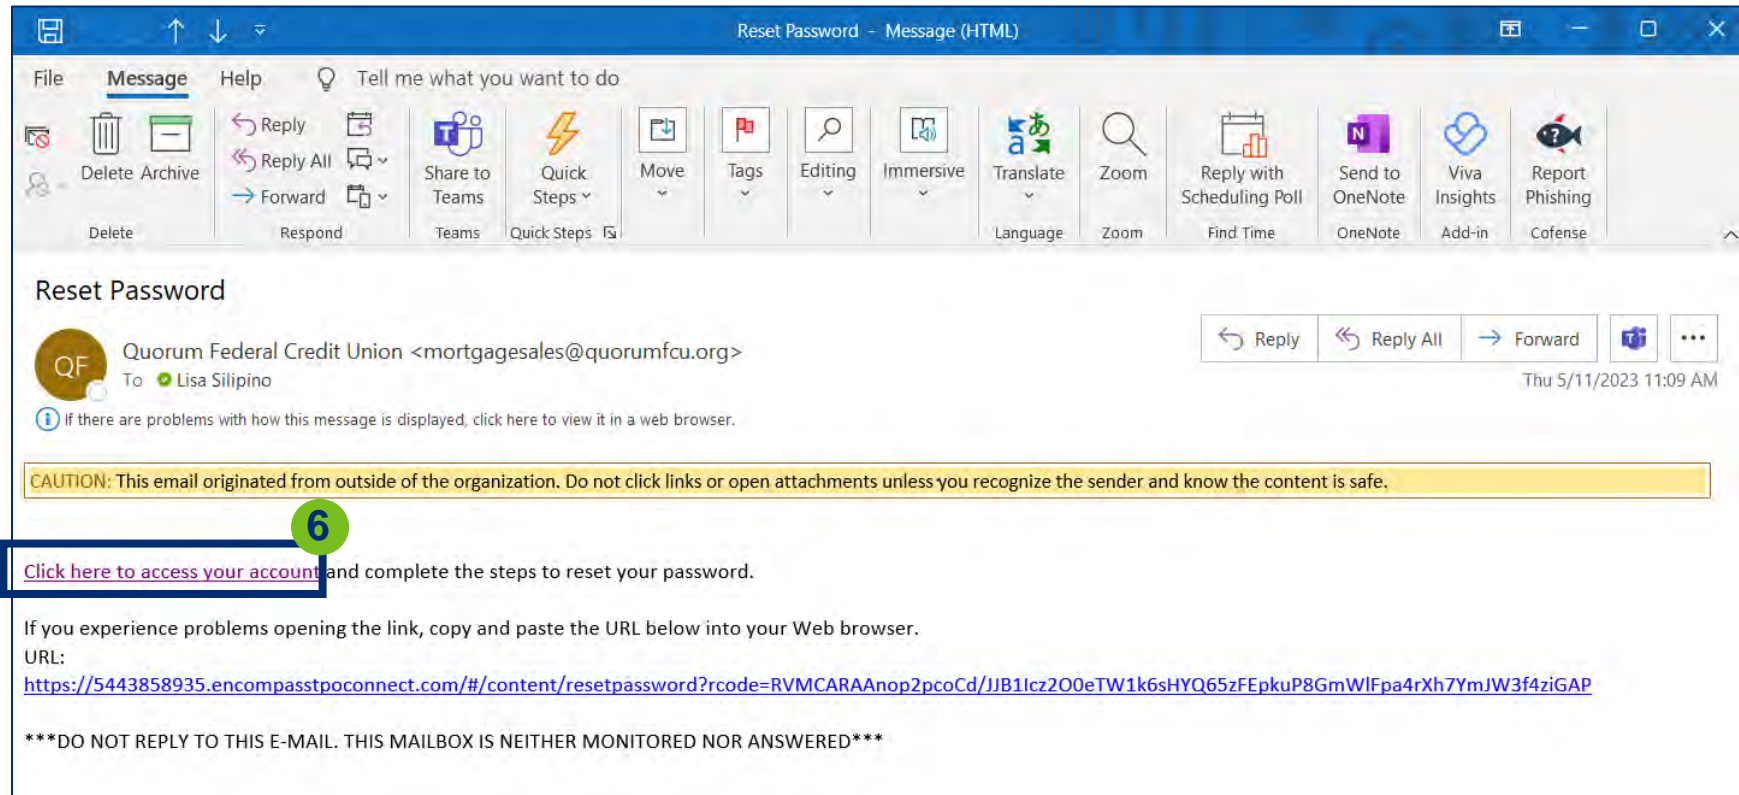 Reset Password - Message (HTML)
File Message Help Tell me what you want to do
Delete Archive
Reply
Reply All
Forward
Share to Teams
Quick Steps
Move
Tags
Editing
Immersive
Translate
Zoom
Reply with Scheduling Poll
Send to OneNote
Viva Insights
Report Phishing
Delete Respond Teams Quick Steps Language Zoom Find Time OneNote Add-in Cofense
Reset Password
QF
Quorum Federal Credit Union <mortgagesales@quorumfcu.org>
To Lisa Silipino
Reply Reply All Forward
Thu 5/11/2023 11:09 AM
If there are problems with how this message is displayed, click here to view it in a web browser.
CAUTION: This email originated from outside of the organization. Do not click links or open attachments unless you recognize the sender and know the content is safe.
6
Click here to access your account and complete the steps to reset your password.
If you experience problems opening the link, copy and paste the URL below into your Web browser.
URL:
https://5443858935.encompasstpoconnect.com/#/content/resetpassword?rcode=RVMCARAAnop2pcoCd/JJB1Icz2O0eTW1k6sHYQ65zFEpkuP8GmWlFpa4rXh7YmJW3f4ziGAP
***DO NOT REPLY TO THIS E-MAIL. THIS MAILBOX IS NEITHER MONITORED NOR ANSWERED***